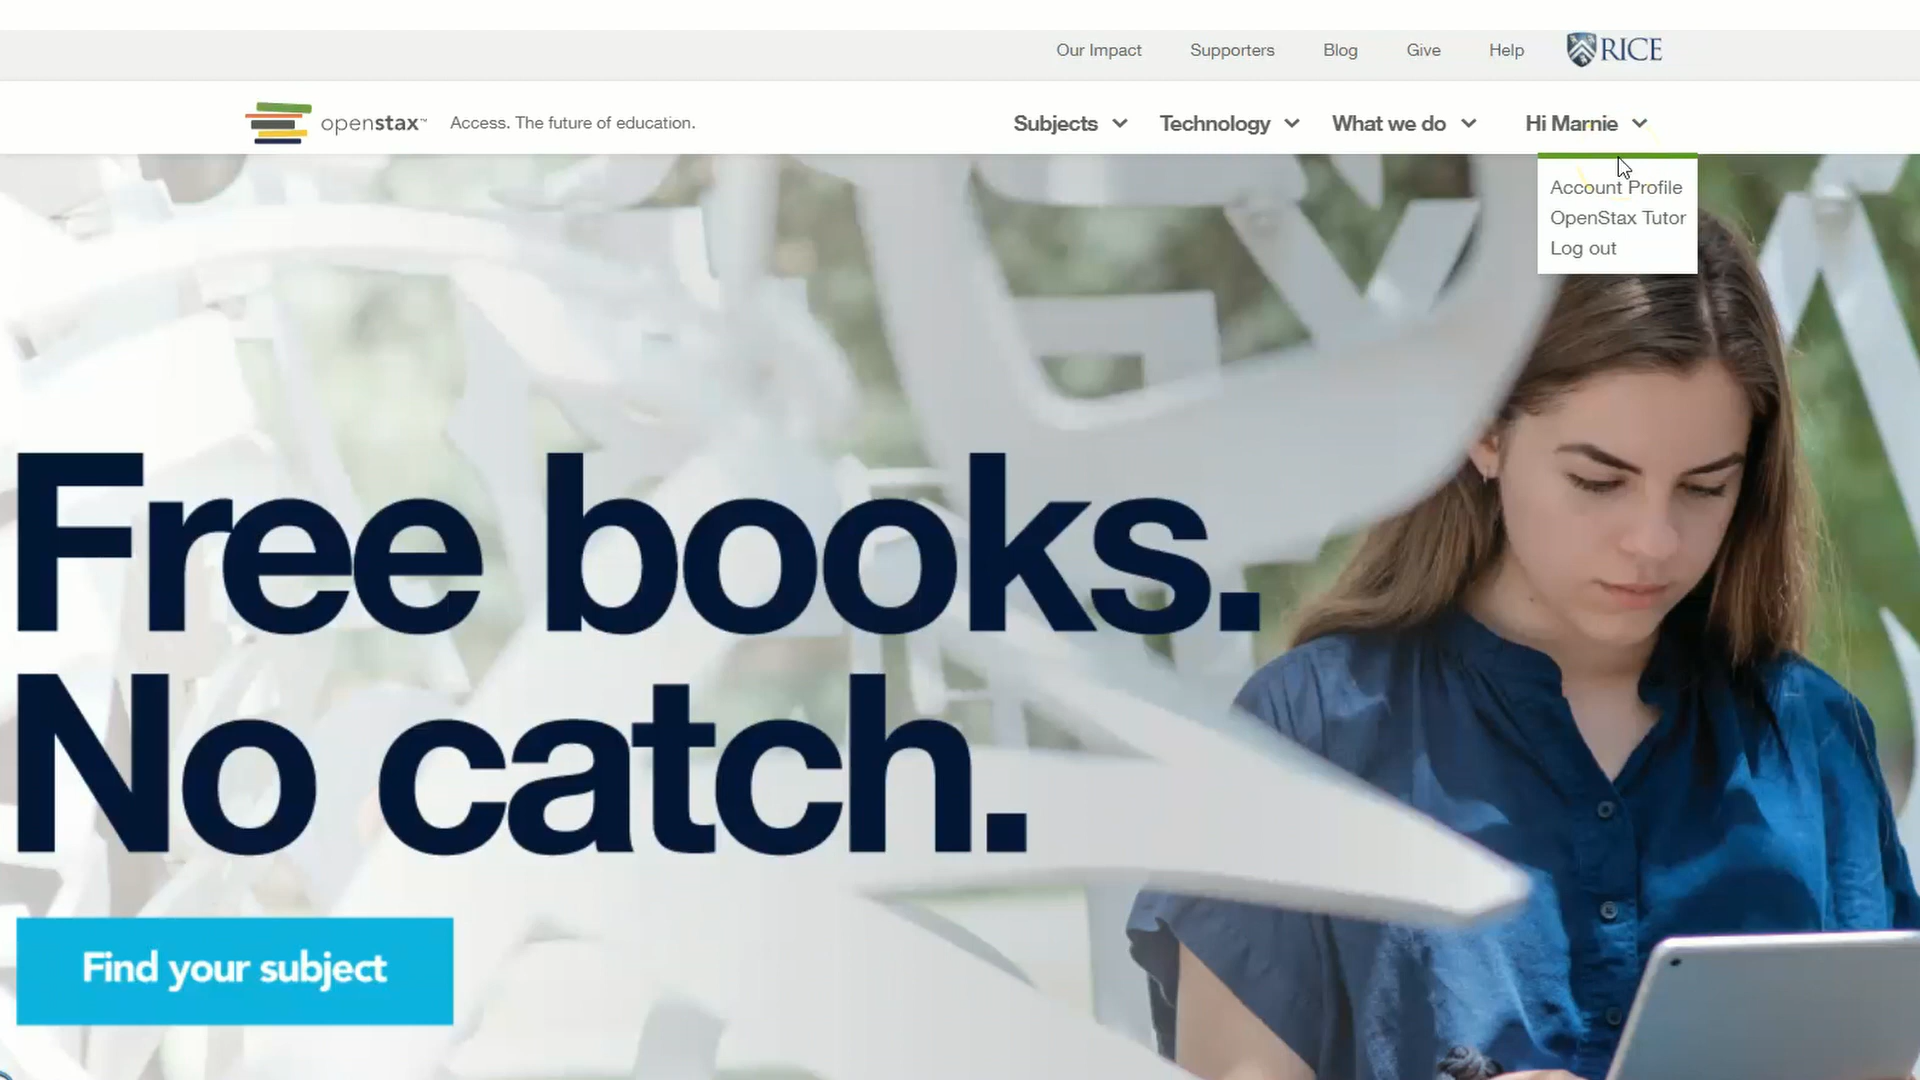 Our Impact Supporters Blog Give Help RICE
openstax™ Access. The future of education. Subjects Technology What we do Hi Marnie
Account Profile
OpenStax Tutor
Log out
Free books.
No catch.
Find your subject